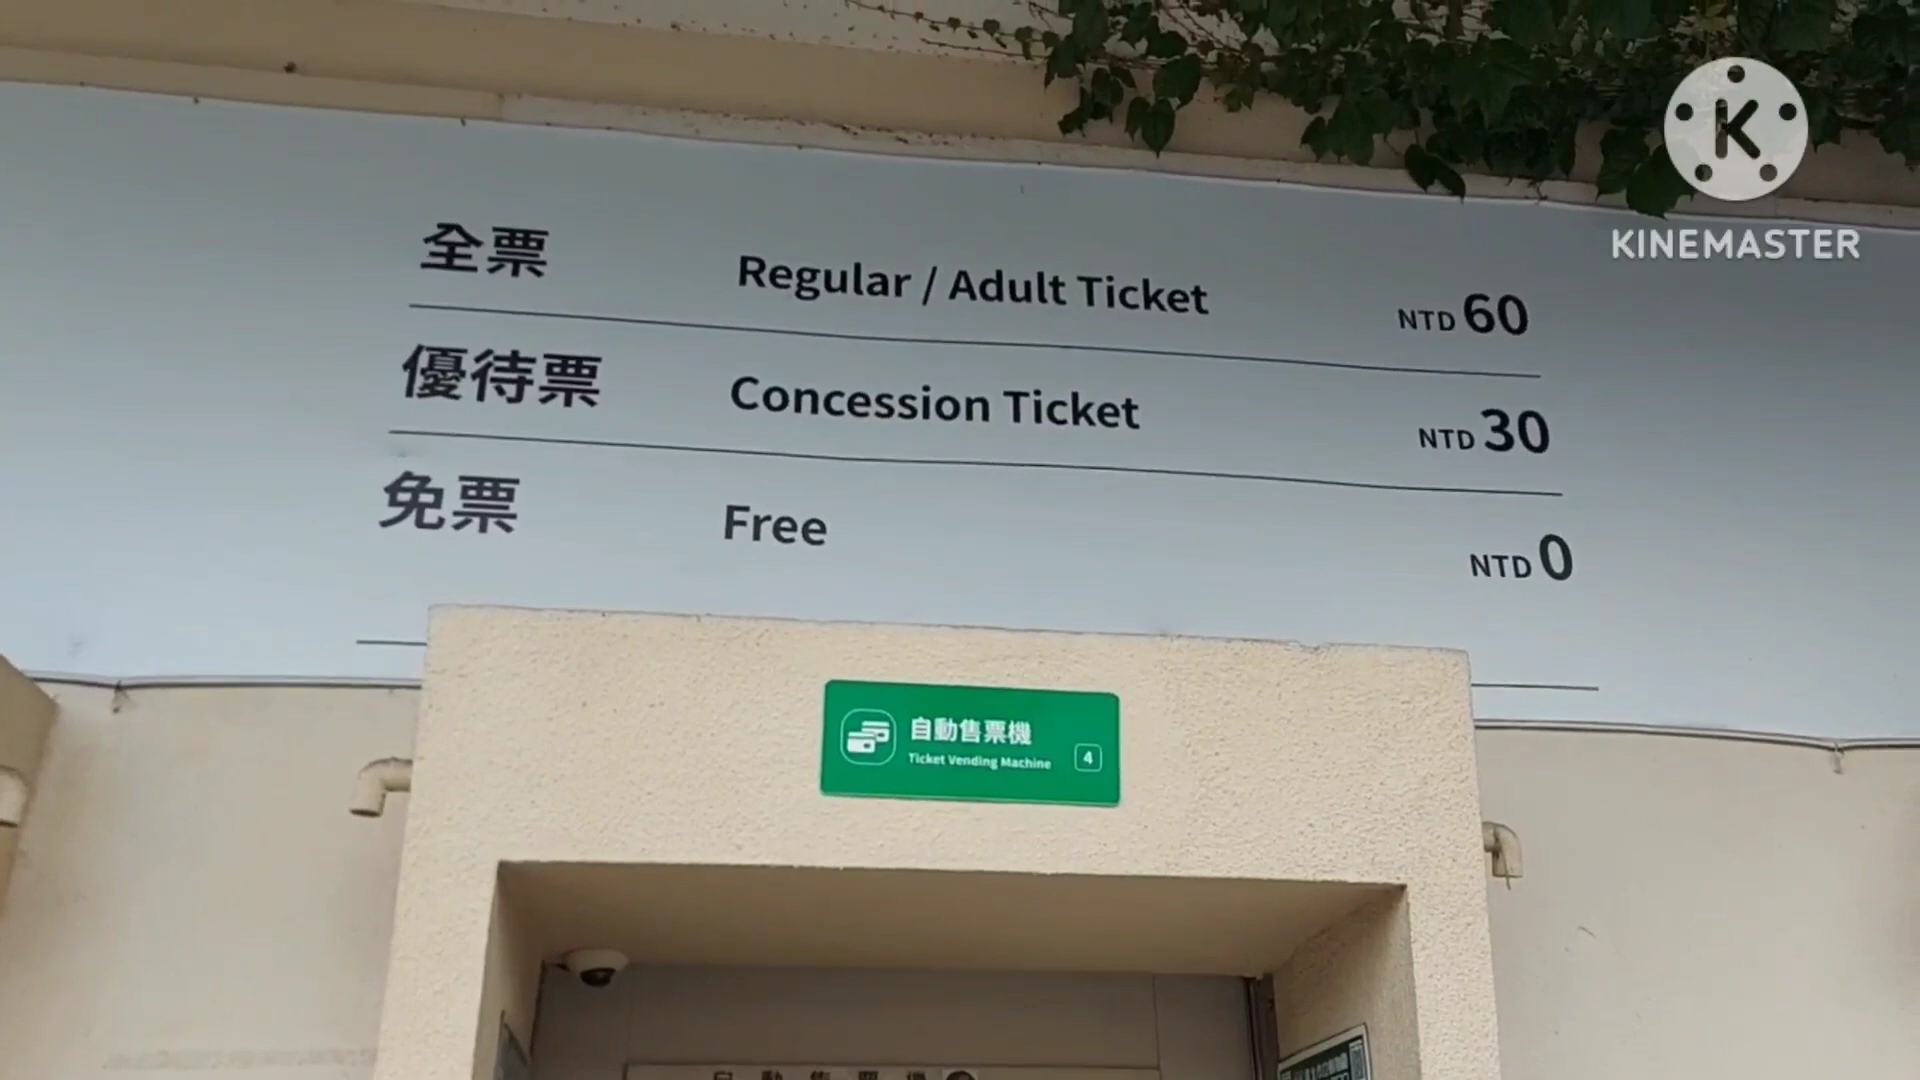 K
KINEMASTER
全票 Regular / Adult Ticket NTD 60
優待票 Concession Ticket NTD 30
免票 Free NTD 0
自動售票機
Ticket Vending Machine 4